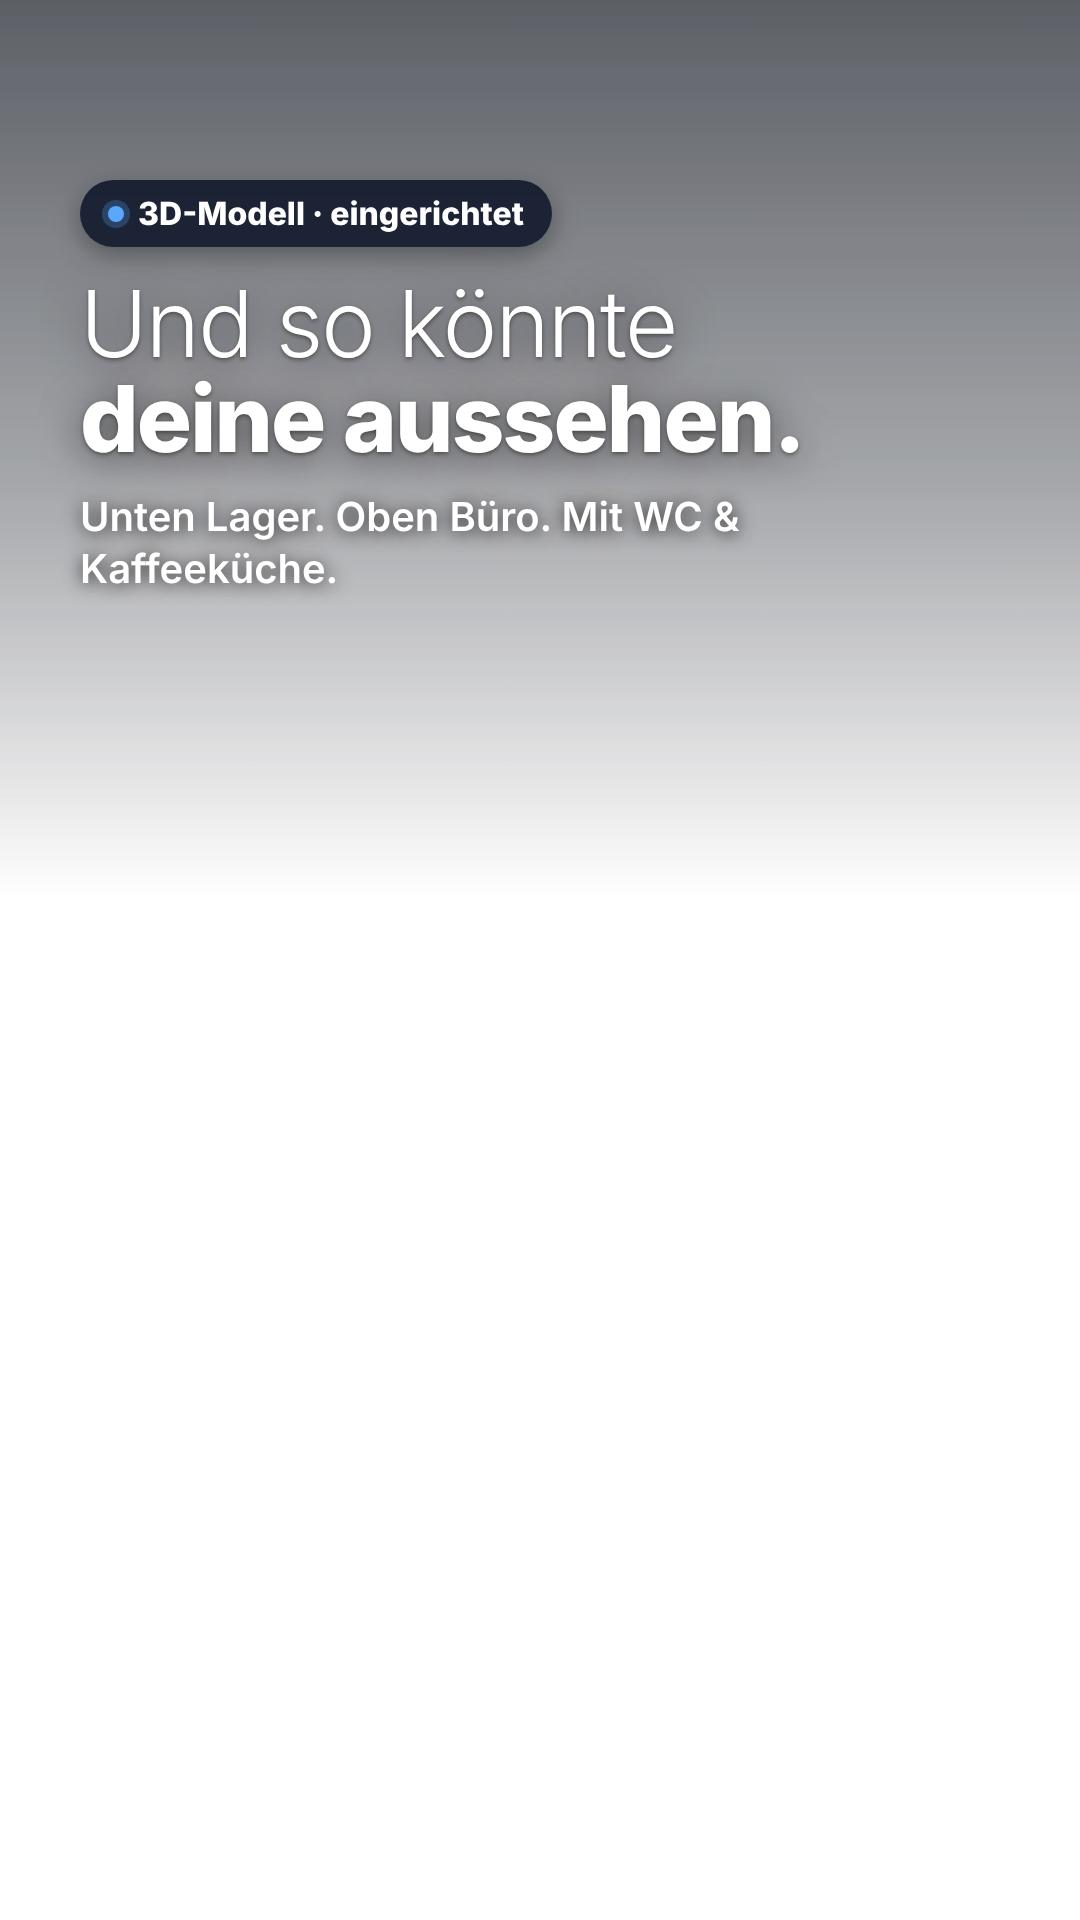 3D-Modell · eingerichtet
Und so könnte
deine aussehen.
Unten Lager. Oben Büro. Mit WC &
Kaffeeküche.